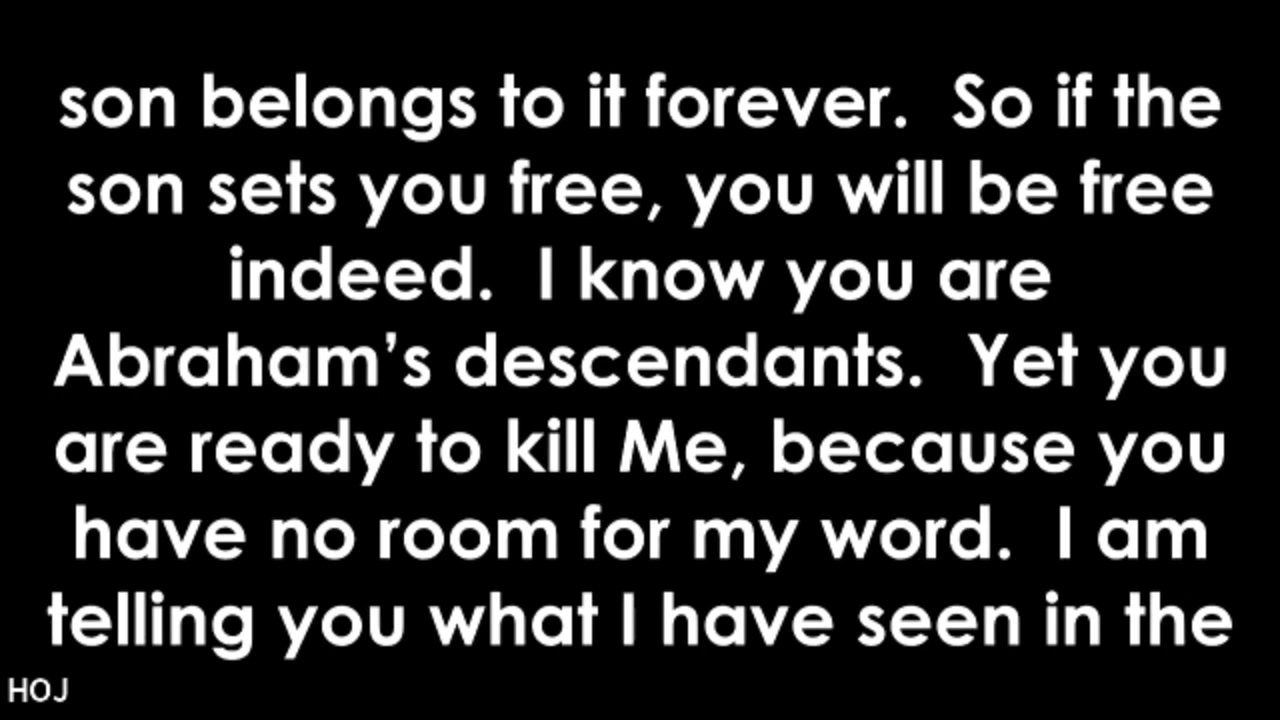 son belongs to it forever.  So if the
son sets you free, you will be free
indeed.  I know you are
Abraham’s descendants.  Yet you
are ready to kill Me, because you
have no room for my word.  I am
telling you what I have seen in the
HOJ